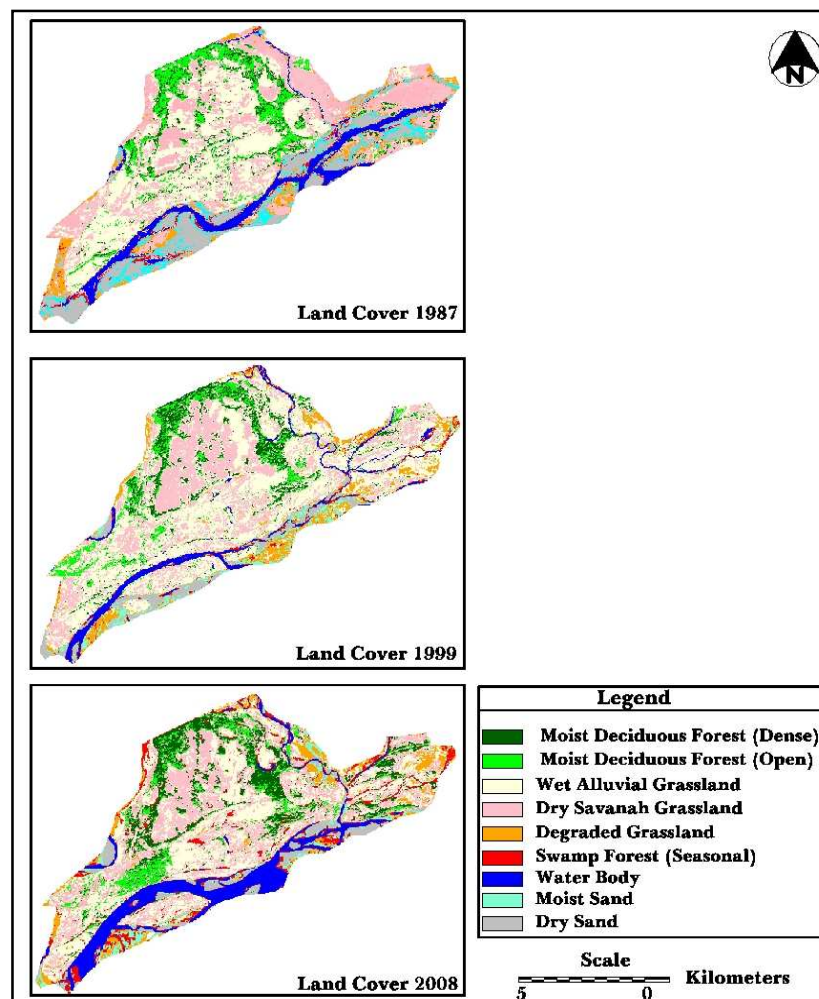 N
Land Cover 1987
Land Cover 1999
Land Cover 2008
Legend
Moist Deciduous Forest (Dense)
Moist Deciduous Forest (Open)
Wet Alluvial Grassland
Dry Savanah Grassland
Degraded Grassland
Swamp Forest (Seasonal)
Water Body
Moist Sand
Dry Sand
Scale
Kilometers
5 0